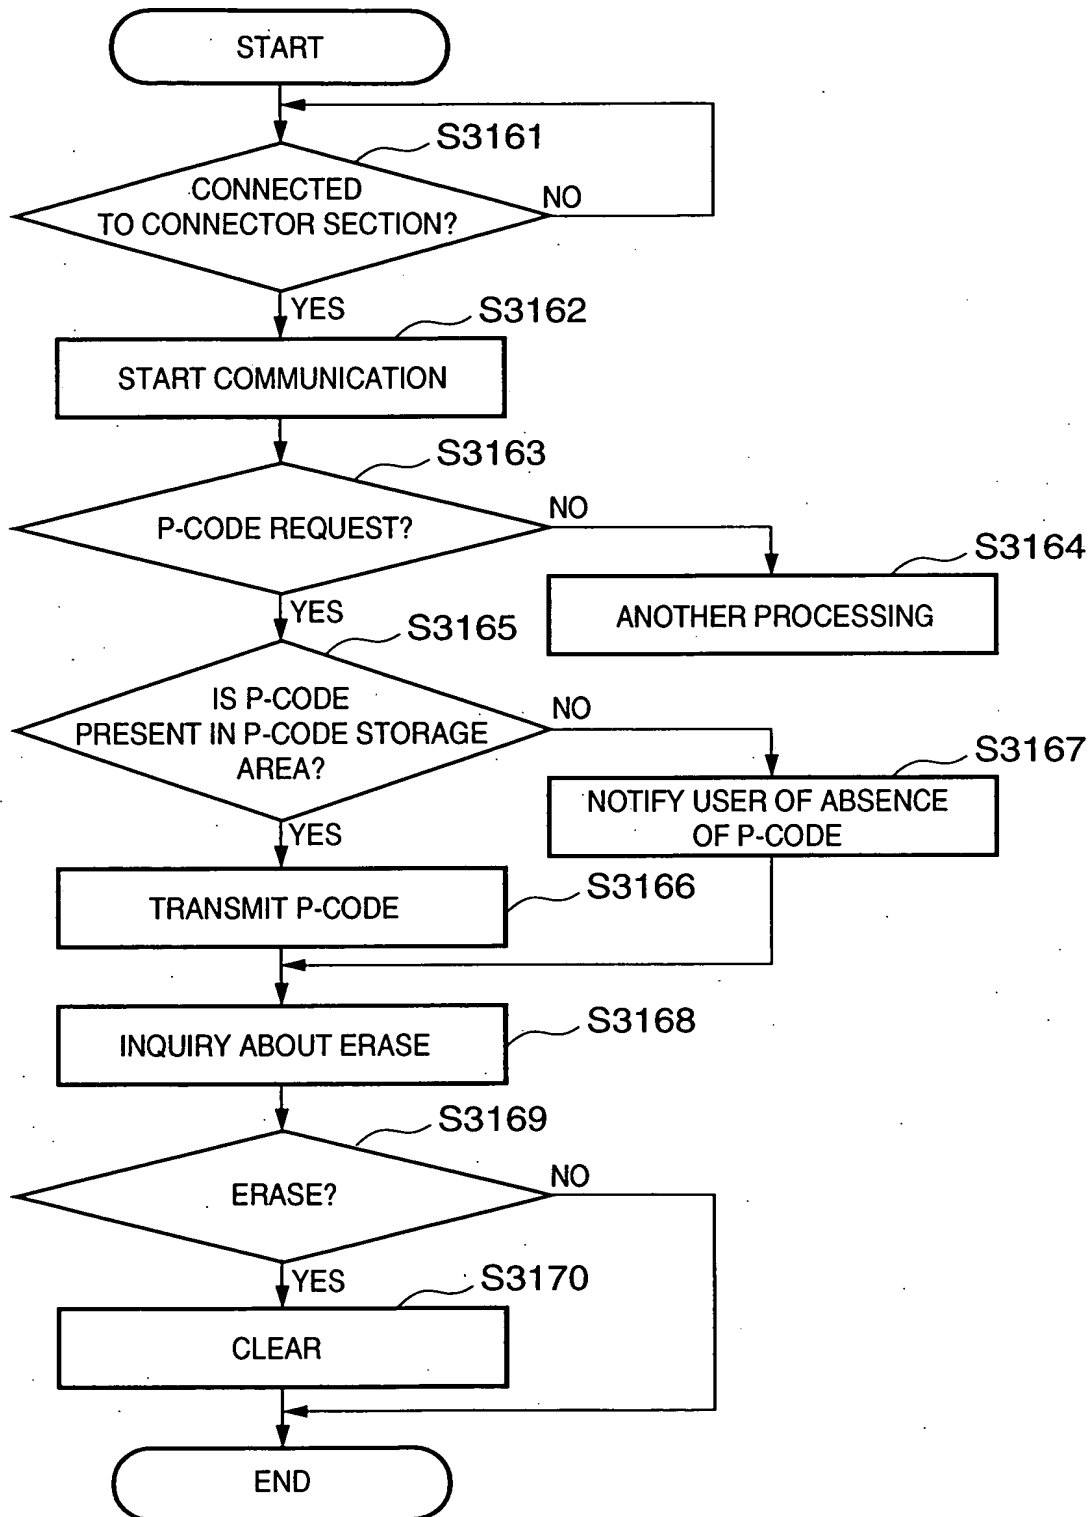 START
S3161
CONNECTED
TO CONNECTOR SECTION?
NO
YES
S3162
START COMMUNICATION
S3163
P-CODE REQUEST?
NO
S3164
ANOTHER PROCESSING
YES
S3165
IS P-CODE
PRESENT IN P-CODE STORAGE
AREA?
NO
S3167
NOTIFY USER OF ABSENCE
OF P-CODE
YES
S3166
TRANSMIT P-CODE
S3168
INQUIRY ABOUT ERASE
S3169
ERASE?
NO
YES
S3170
CLEAR
END